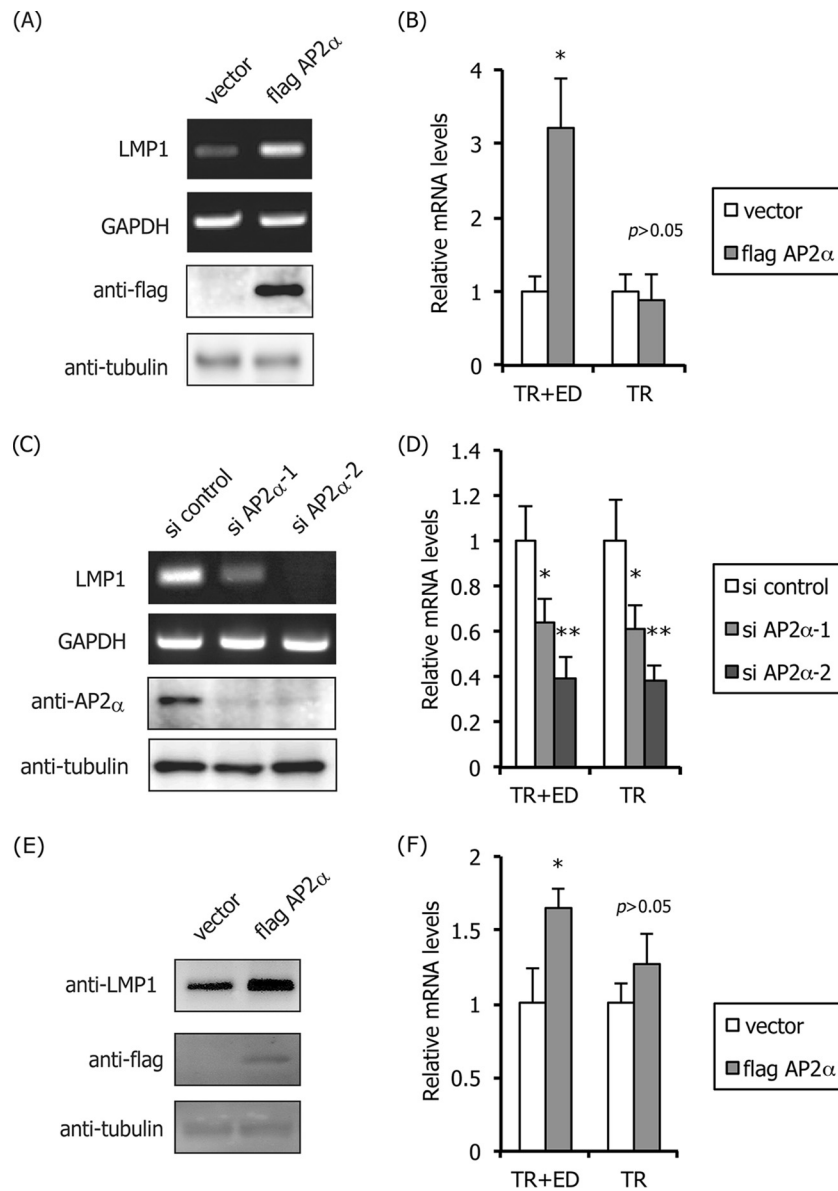 (A)
vector
flag AP2α
LMP1
GAPDH
anti-flag
anti-tubulin
(B)
Relative mRNA levels
4
3
2
1
0
*
p>0.05
TR+ED
TR
vector
flag AP2α
(C)
si control
si AP2α-1
si AP2α-2
LMP1
GAPDH
anti-AP2α
anti-tubulin
(D)
Relative mRNA levels
1.4
1.2
1
0.8
0.6
0.4
0.2
0
*
**
*
**
TR+ED
TR
si control
si AP2α-1
si AP2α-2
(E)
vector
flag AP2α
anti-LMP1
anti-flag
anti-tubulin
(F)
Relative mRNA levels
2
1.5
1
0.5
0
*
p>0.05
TR+ED
TR
vector
flag AP2α